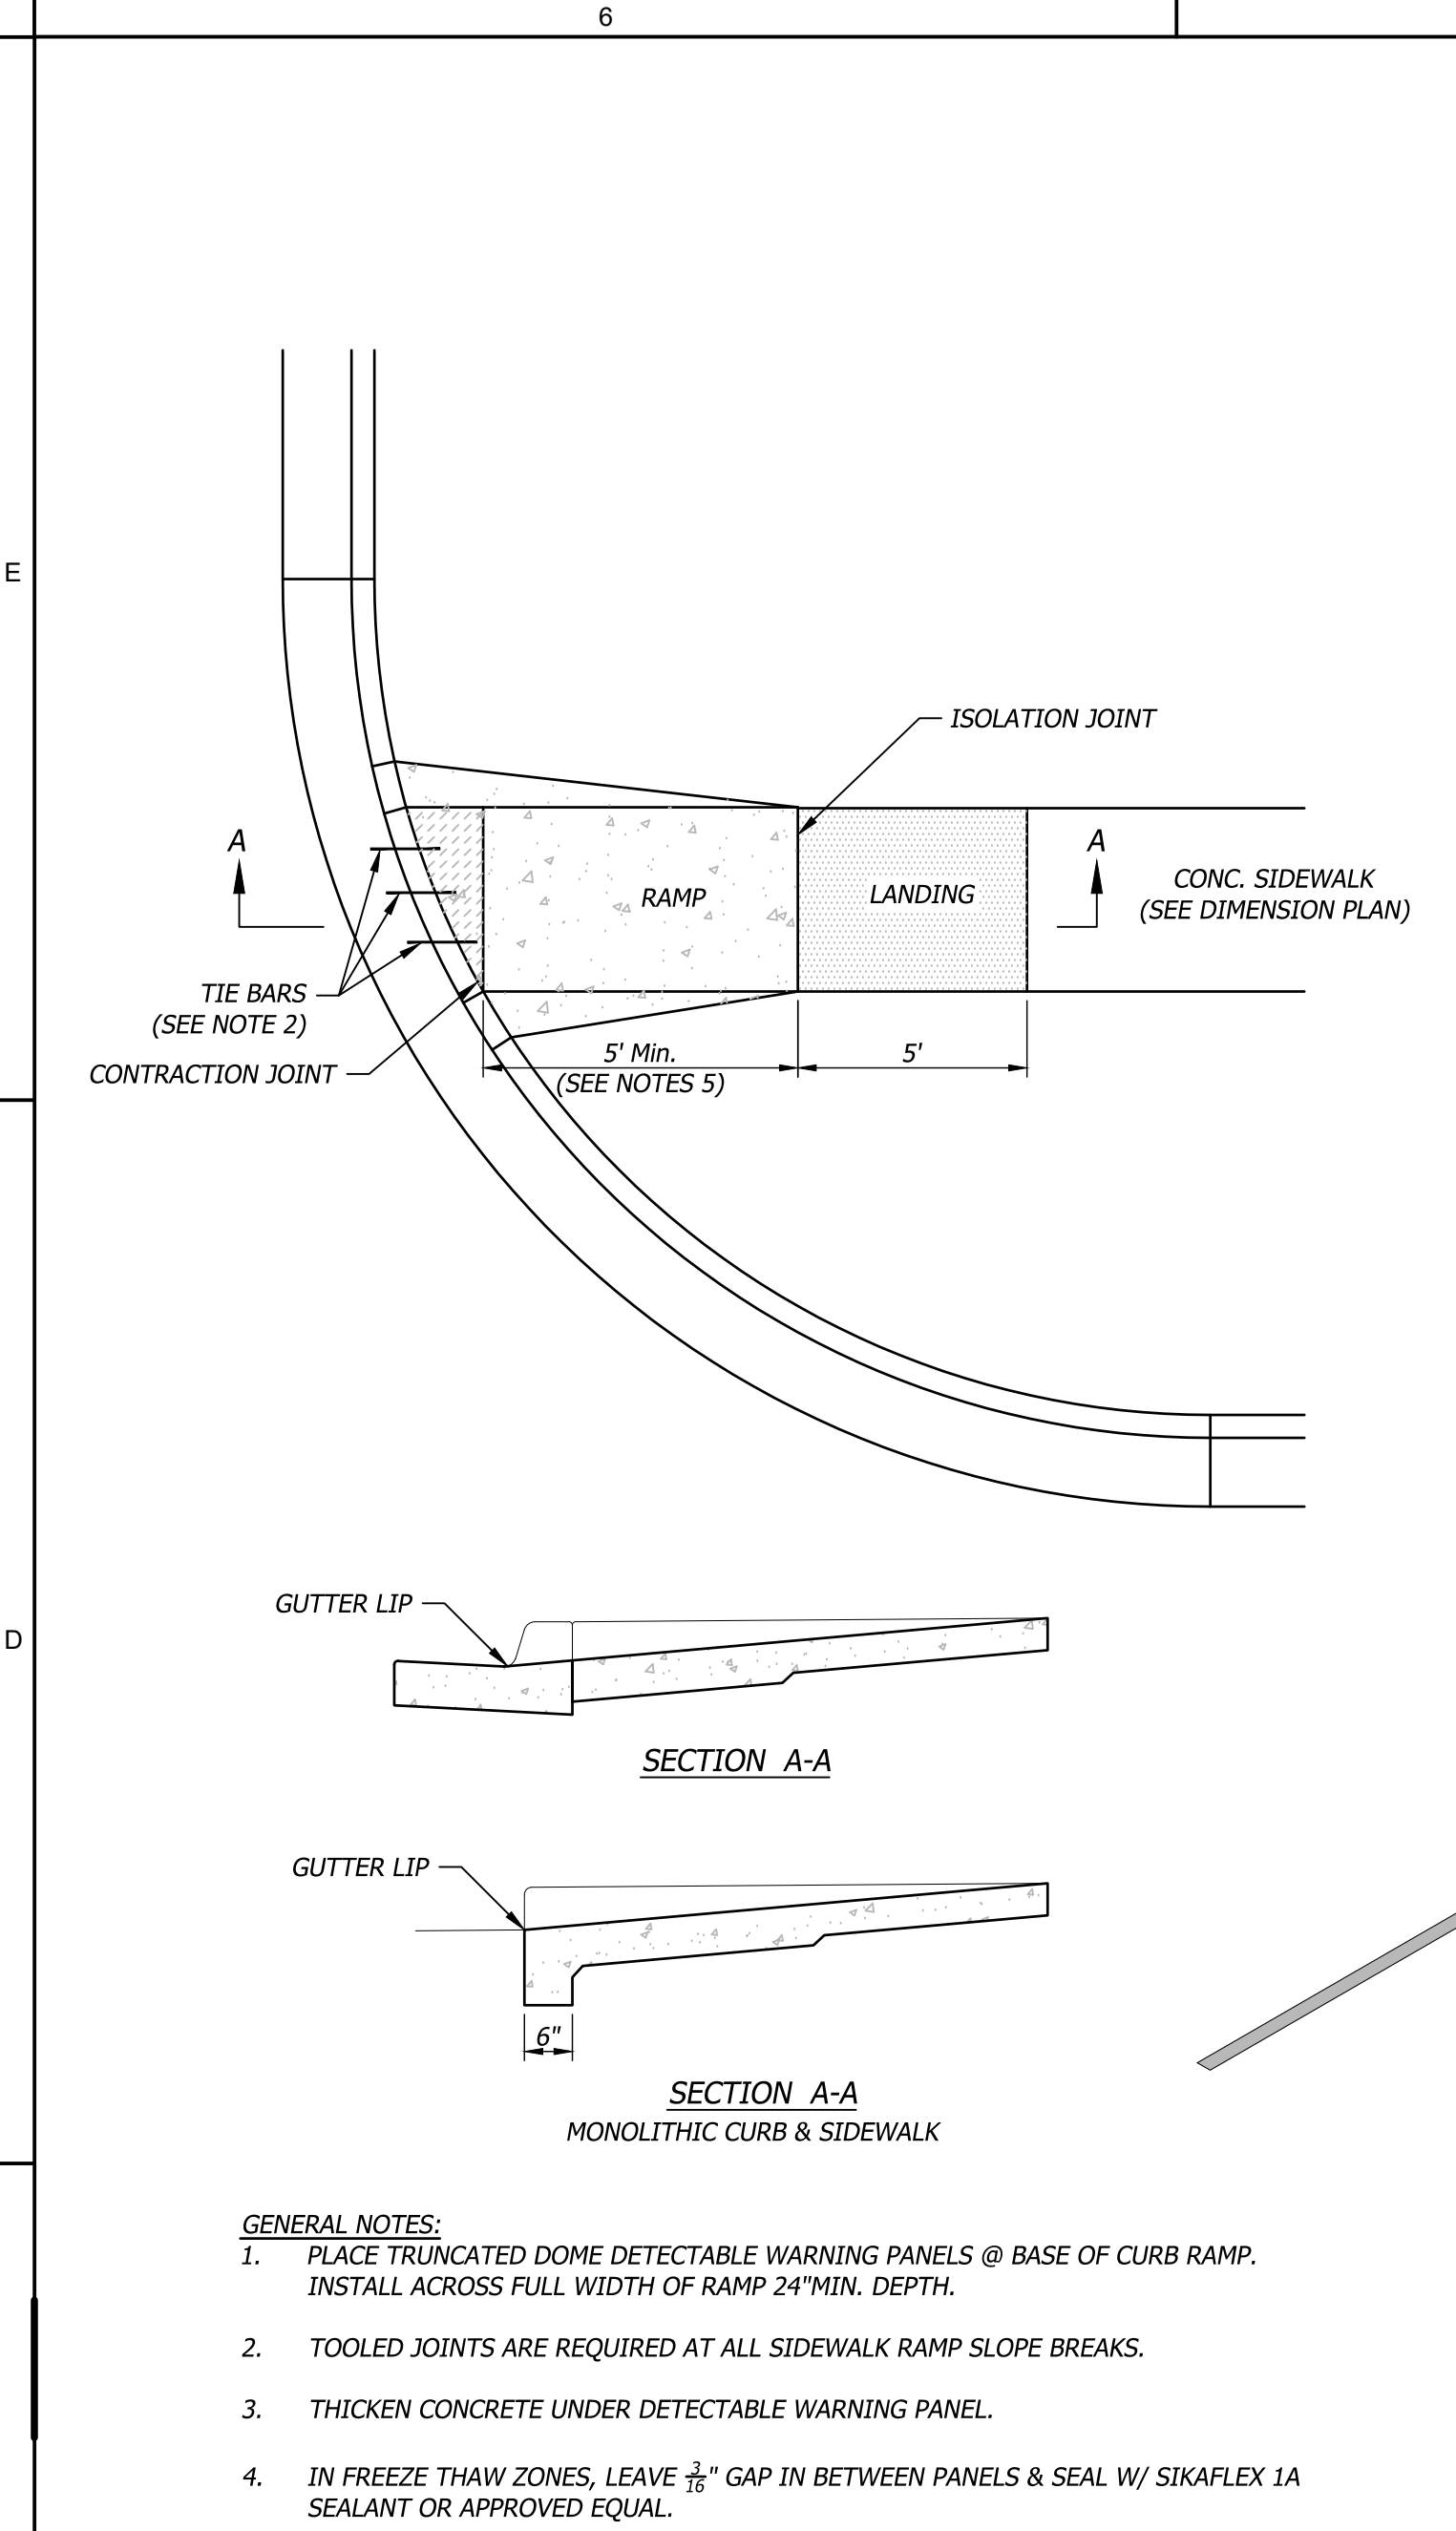 6
E
ISOLATION JOINT
A
A
CONC. SIDEWALK
(SEE DIMENSION PLAN)
RAMP
LANDING
TIE BARS
(SEE NOTE 2)
CONTRACTION JOINT
5' Min.
(SEE NOTES 5)
5'
GUTTER LIP
D
SECTION A-A
GUTTER LIP
6"
SECTION A-A
MONOLITHIC CURB & SIDEWALK
GENERAL NOTES:
1. PLACE TRUNCATED DOME DETECTABLE WARNING PANELS @ BASE OF CURB RAMP.
INSTALL ACROSS FULL WIDTH OF RAMP 24"MIN. DEPTH.
2. TOOLED JOINTS ARE REQUIRED AT ALL SIDEWALK RAMP SLOPE BREAKS.
3. THICKEN CONCRETE UNDER DETECTABLE WARNING PANEL.
4. IN FREEZE THAW ZONES, LEAVE 3/16" GAP IN BETWEEN PANELS & SEAL W/ SIKAFLEX 1A
SEALANT OR APPROVED EQUAL.